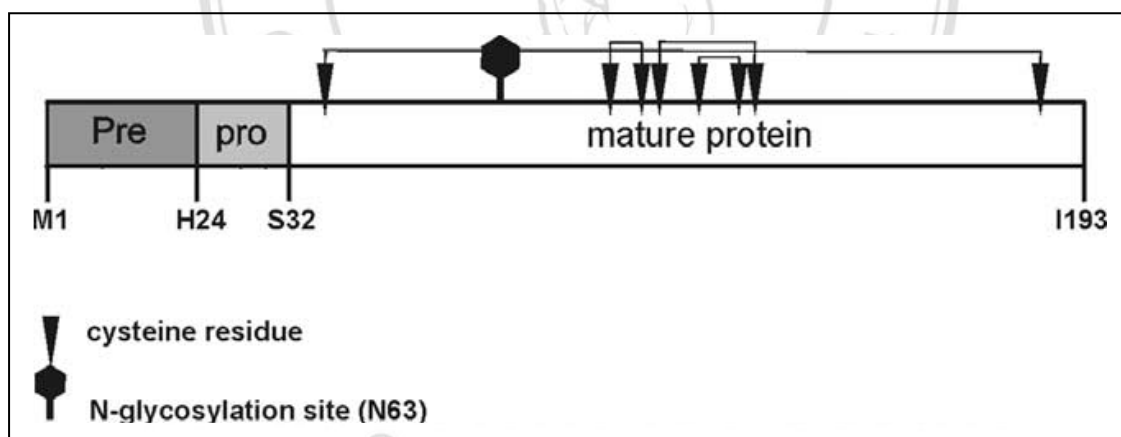 Pre pro mature protein
M1 H24 S32 I193
cysteine residue
N-glycosylation site (N63)